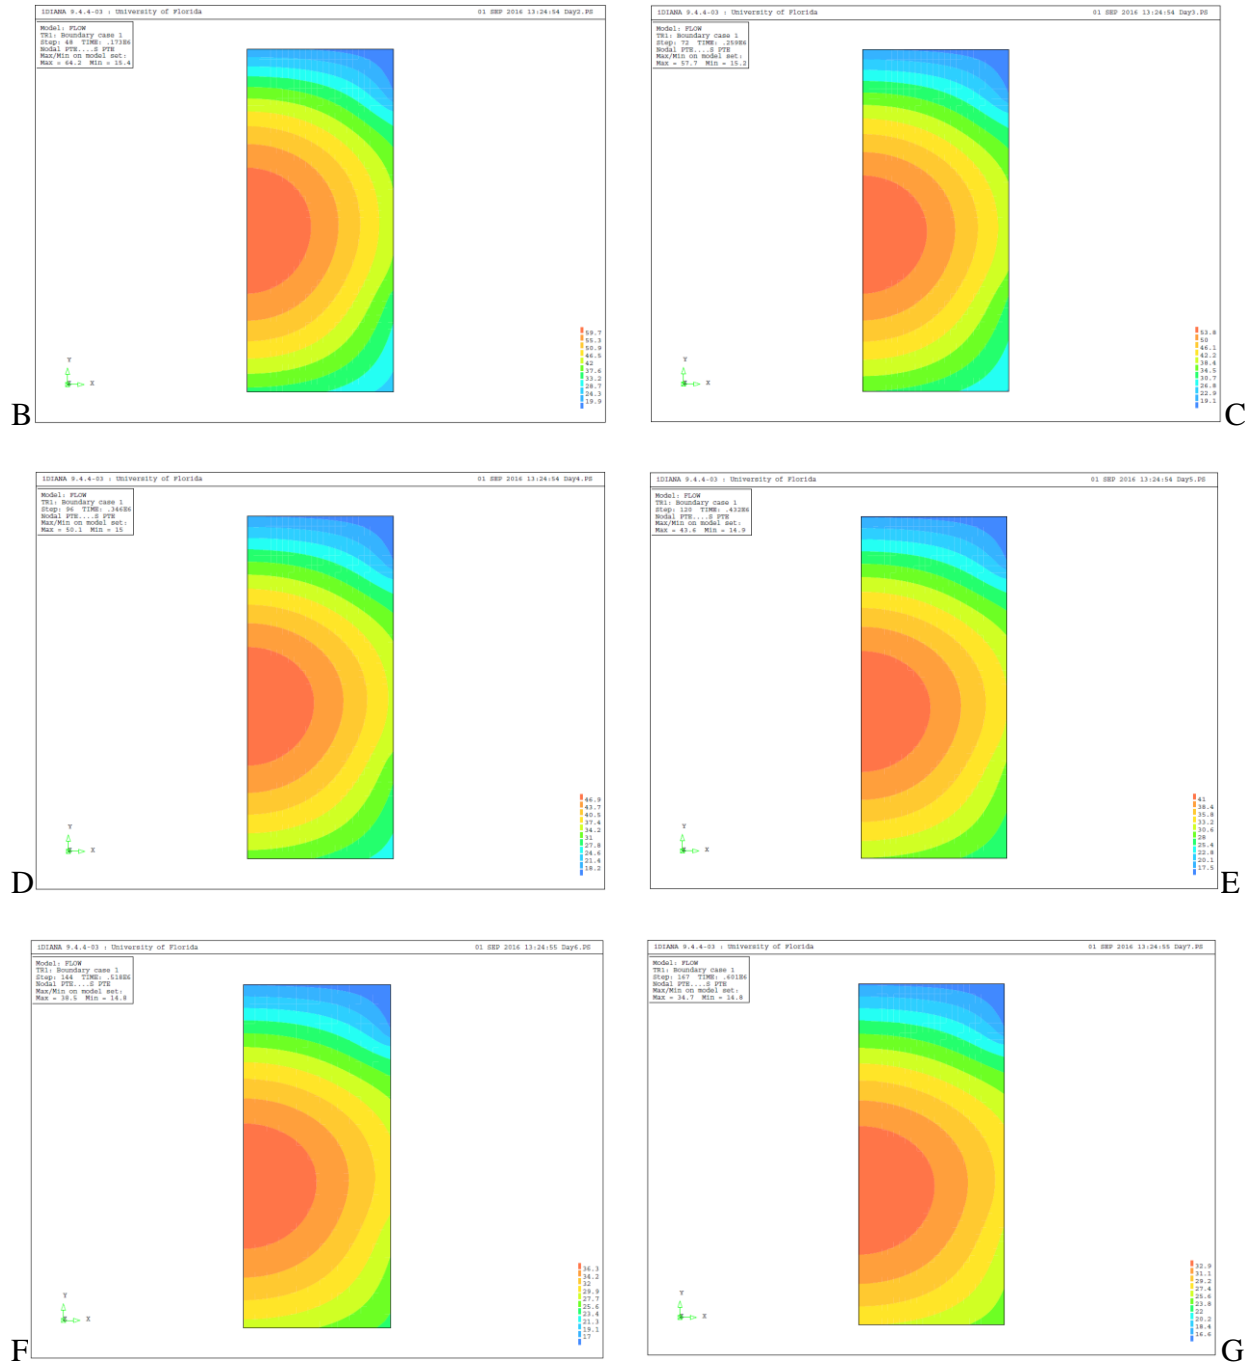 1DIANA 9.4.4-03 : University of Florida 01 SEP 2016 13:24:54 Day2.PS
Model: FLOW
TR1: Boundary case 1
Step: 48 TIME: .173E6
Nodal PTE....S PTE
Max/Min on model set:
Max = 64.2 Min = 15.4
59.7
55.3
50.9
46.5
42
37.6
33.2
28.7
24.3
19.9
Y
X
B
1DIANA 9.4.4-03 : University of Florida 01 SEP 2016 13:24:54 Day3.PS
Model: FLOW
TR1: Boundary case 1
Step: 72 TIME: .259E6
Nodal PTE....S PTE
Max/Min on model set:
Max = 57.7 Min = 15.2
53.8
50
46.1
42.2
38.4
34.5
30.7
26.8
22.9
19.1
Y
X
C
1DIANA 9.4.4-03 : University of Florida 01 SEP 2016 13:24:54 Day4.PS
Model: FLOW
TR1: Boundary case 1
Step: 96 TIME: .346E6
Nodal PTE....S PTE
Max/Min on model set:
Max = 50.1 Min = 15
46.9
43.7
40.5
37.4
34.2
31
27.8
24.6
21.4
18.2
Y
X
D
1DIANA 9.4.4-03 : University of Florida 01 SEP 2016 13:24:54 Day5.PS
Model: FLOW
TR1: Boundary case 1
Step: 120 TIME: .432E6
Nodal PTE....S PTE
Max/Min on model set:
Max = 43.6 Min = 14.9
41
38.4
35.8
33.2
30.6
28
25.4
22.8
20.1
17.5
Y
X
E
1DIANA 9.4.4-03 : University of Florida 01 SEP 2016 13:24:55 Day6.PS
Model: FLOW
TR1: Boundary case 1
Step: 144 TIME: .518E6
Nodal PTE....S PTE
Max/Min on model set:
Max = 38.5 Min = 14.8
36.3
34.2
32
29.9
27.7
25.6
23.4
21.3
19.1
17
Y
X
F
1DIANA 9.4.4-03 : University of Florida 01 SEP 2016 13:24:55 Day7.PS
Model: FLOW
TR1: Boundary case 1
Step: 167 TIME: .601E6
Nodal PTE....S PTE
Max/Min on model set:
Max = 34.7 Min = 14.8
32.9
31.1
29.2
27.4
25.6
23.8
22
20.2
18.4
16.6
Y
X
G